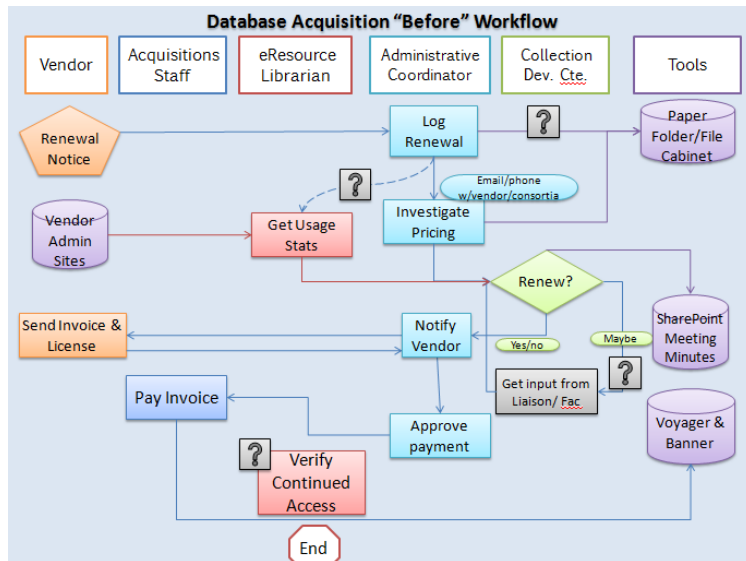 Database Acquisition “Before” Workflow
Vendor
Acquisitions
Staff
eResource
Librarian
Administrative
Coordinator
Collection
Dev. Cte.
Tools
Renewal
Notice
Log
Renewal
?
Paper
Folder/File
Cabinet
?
Email/phone
w/vendor/consortia
Vendor
Admin
Sites
Get Usage
Stats
Investigate
Pricing
Renew?
Send Invoice &
License
Notify
Vendor
Yes/no
Maybe
SharePoint
Meeting
Minutes
?
Get input from
Liaison/ Fac
Pay Invoice
Approve
payment
Voyager &
Banner
?
Verify
Continued
Access
End